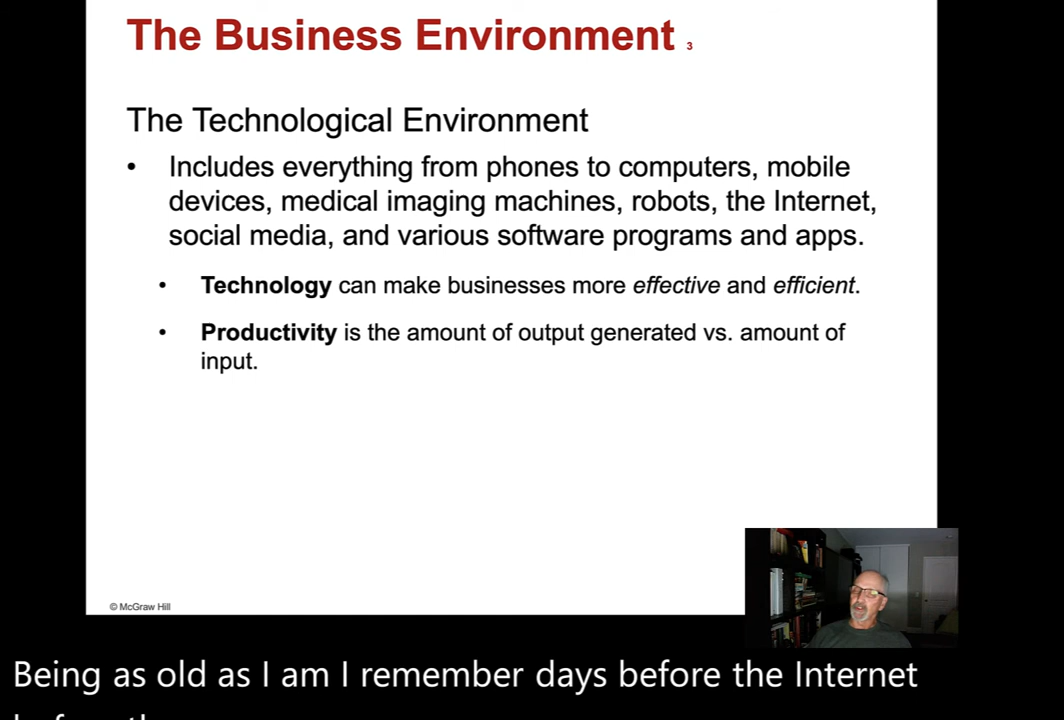 The Business Environment 3
The Technological Environment
• Includes everything from phones to computers, mobile
devices, medical imaging machines, robots, the Internet,
social media, and various software programs and apps.
• Technology can make businesses more effective and efficient.
• Productivity is the amount of output generated vs. amount of
input.
© McGraw Hill
Being as old as I am I remember days before the Internet